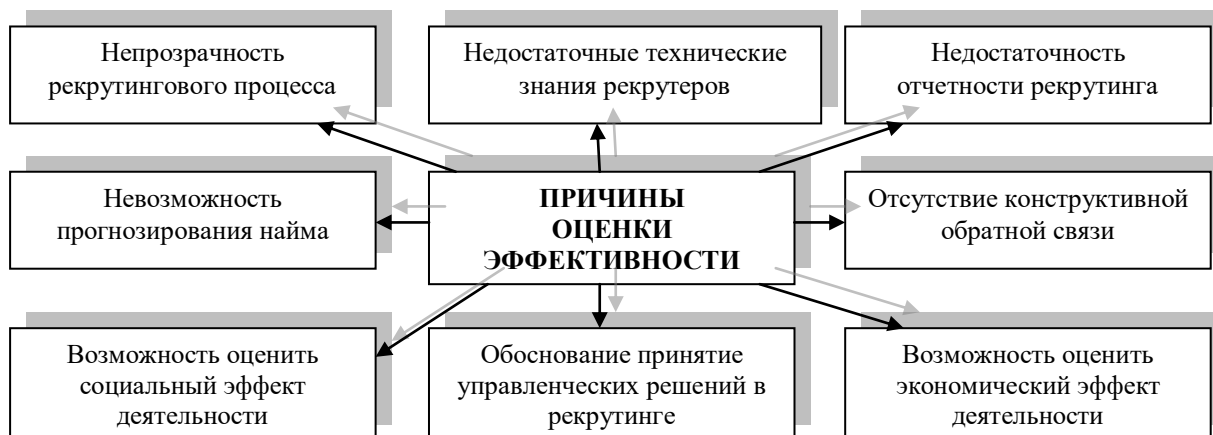 Непрозрачность
рекрутингового процесса
Недостаточные технические
знания рекрутеров
Недостаточность
отчетности рекрутинга
Невозможность
прогнозирования найма
ПРИЧИНЫ
ОЦЕНКИ
ЭФФЕКТИВНОСТИ
Отсутствие конструктивной
обратной связи
Возможность оценить
социальный эффект
деятельности
Обоснование принятие
управленческих решений в
рекрутинге
Возможность оценить
экономический эффект
деятельности